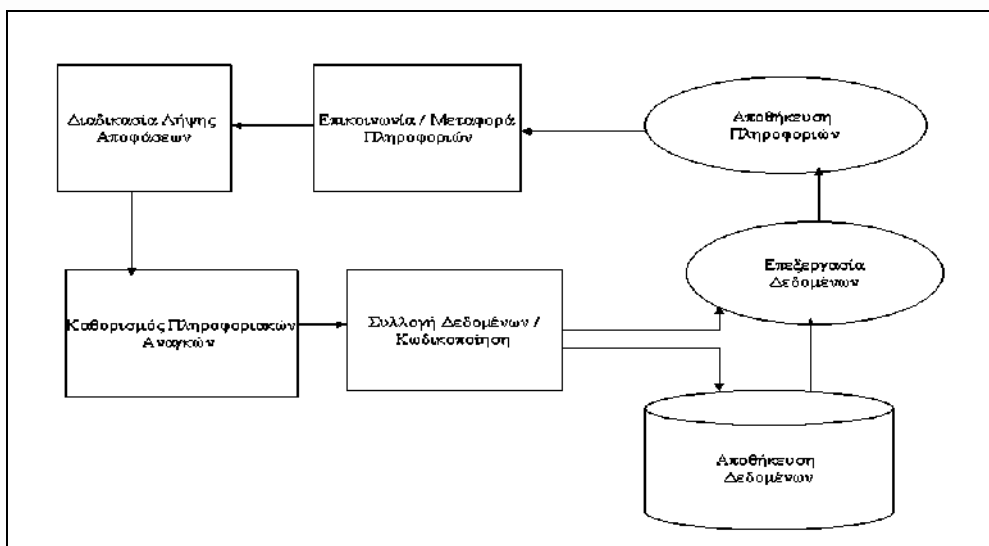 Διαδικασία Λήψης
Αποφάσεων
Επικοινωνία / Μεταφορά
Πληροφοριών
Αποθήκευση
Πληροφοριών
Επεξεργασία
Δεδομένων
Καθορισμός Πληροφοριακών
Αναγκών
Συλλογή Δεδομένων /
Κωδικοποίηση
Αποθήκευση
Δεδομένων